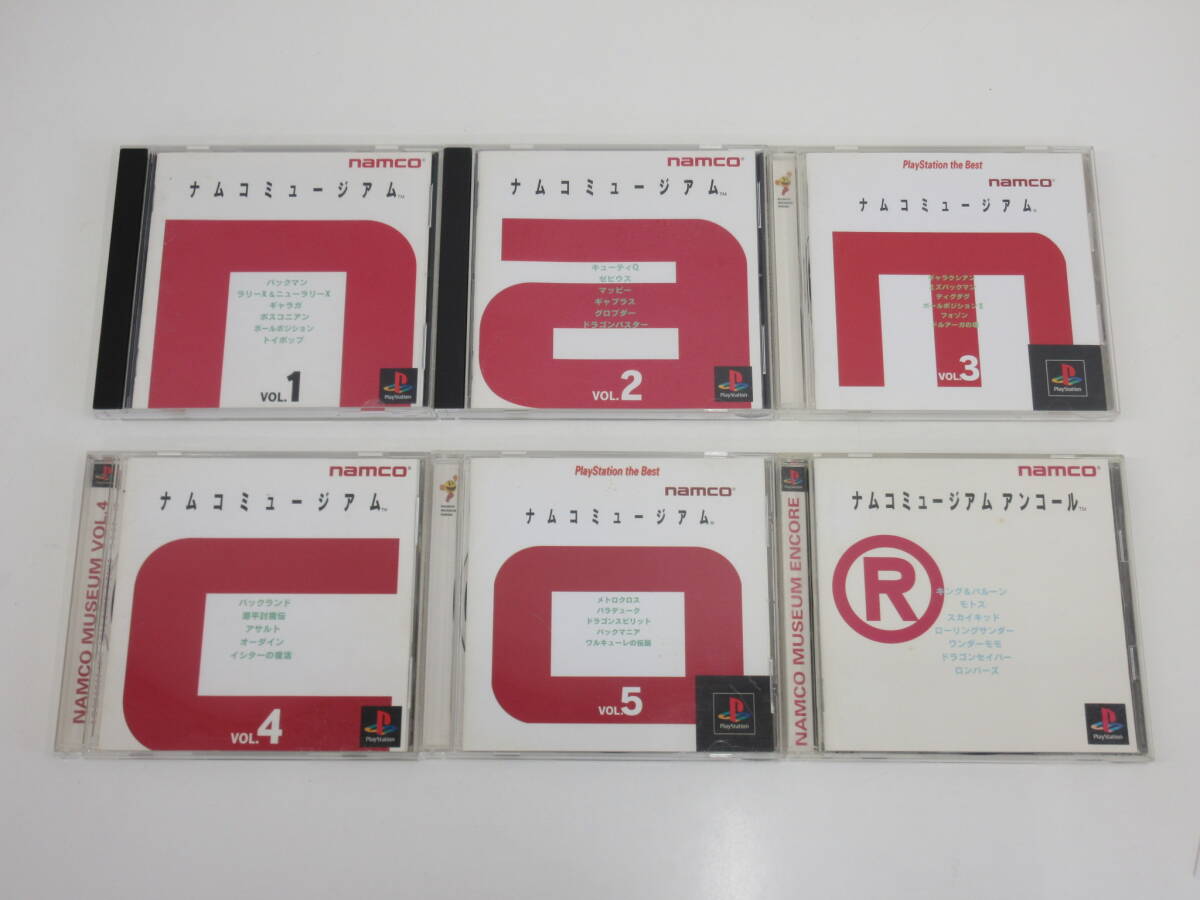 namco®
ナムコミュージアム™
パックマン
ラリーX&ニューラリーX
ギャラガ
ボスコニアン
ポールポジション
トイポップ
VOL.1
PlayStation
namco®
ナムコミュージアム™
キューティQ
ゼビウス
マッピー
ギャプラス
グロブダー
ドラゴンバスター
VOL.2
PlayStation
PlayStation the Best
namco®
ナムコミュージアム®
ギャラクシアン
ミズパックマン
ディグダグ
ポールポジションⅡ
フォゾン
ドルアーガの塔
VOL.3
PlayStation
NAMCO MUSEUM VOL.4
namco®
ナムコミュージアム™
パックランド
源平討魔伝
アサルト
オーダイン
イシターの復活
VOL.4
PlayStation
PlayStation the Best
namco®
ナムコミュージアム®
メトロクロス
バラデューク
ドラゴンスピリット
パックマニア
ワルキューレの伝説
VOL.5
PlayStation
NAMCO MUSEUM ENCORE
namco®
ナムコミュージアム アンコール™
R
キング&バルーン
モトス
スカイキッド
ローリングサンダー
ワンダーモモ
ドラゴンセイバー
ロンパーズ
PlayStation